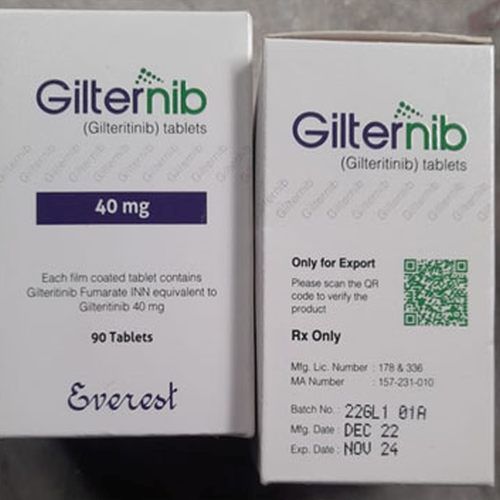 Gilternib
(Gilteritinib) tablets
40 mg
Each film coated tablet contains
Gilteritinib Fumarate INN equivalent to
Gilteritinib 40 mg
90 Tablets
Everest
Gilternib
(Gilteritinib) tablets
Gilternib Gilternib Gilternib
Only for Export
Please scan the QR
code to verify the
product
Rx Only
Mfg. Lic. Number : 178 & 336
MA Number : 157-231-010
Batch No. : 22GL1 01A
Mfg. Date : DEC 22
Exp. Date : NOV 24